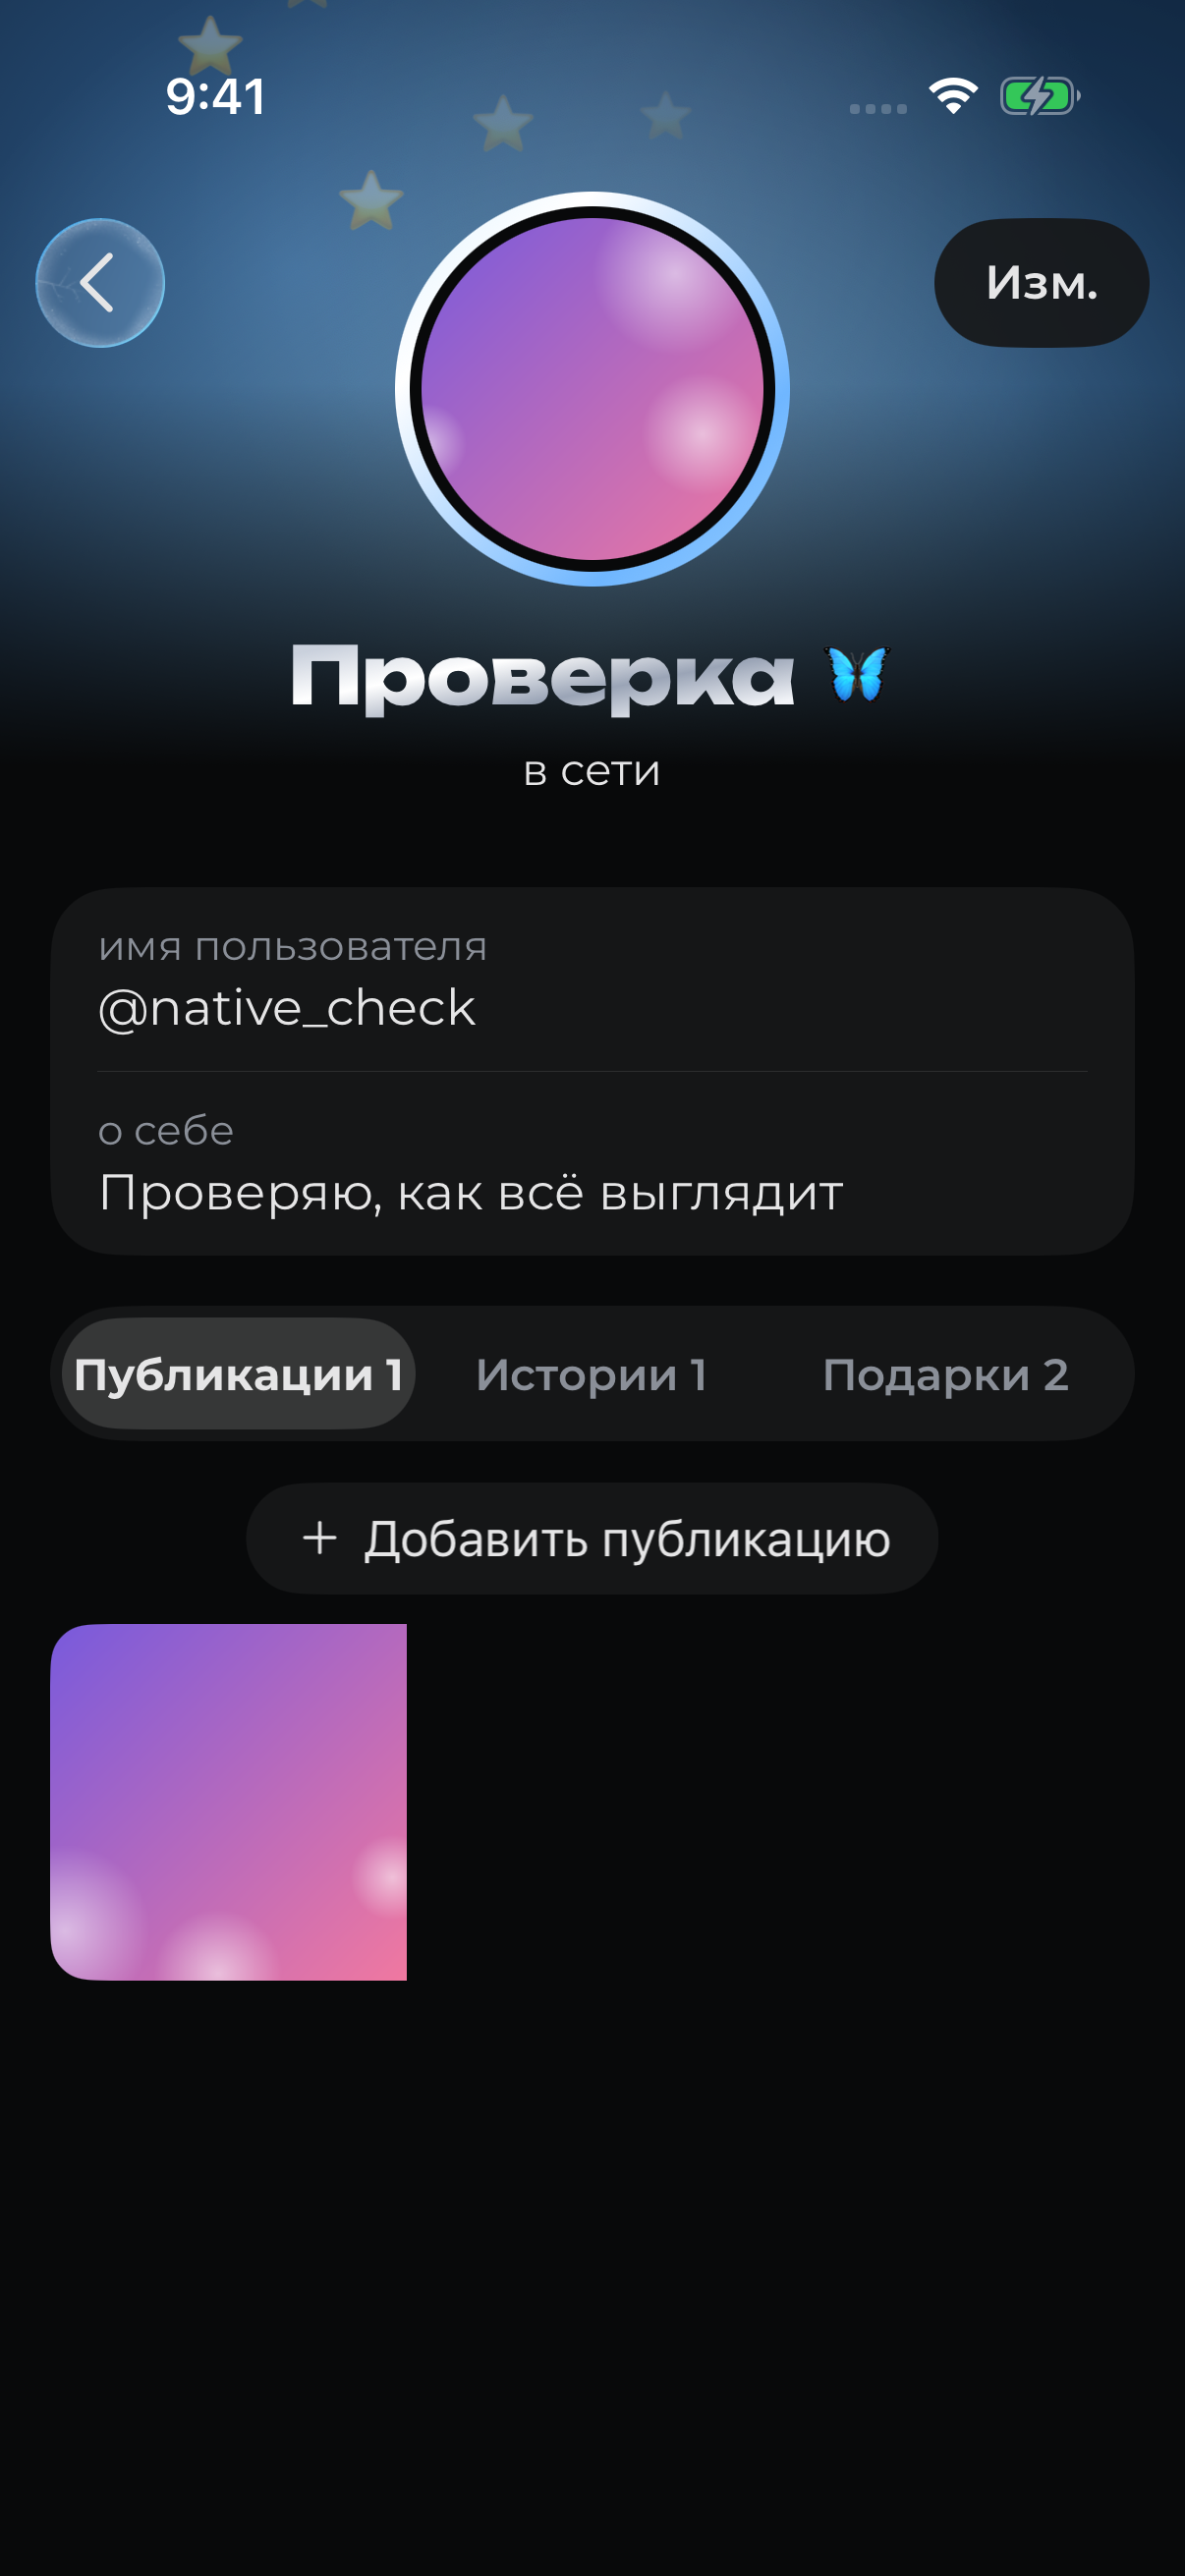 9:41
Изм.
Проверка 🦋
в сети
имя пользователя
@native_check
о себе
Проверяю, как всё выглядит
Публикации 1
Истории 1
Подарки 2
+ Добавить публикацию